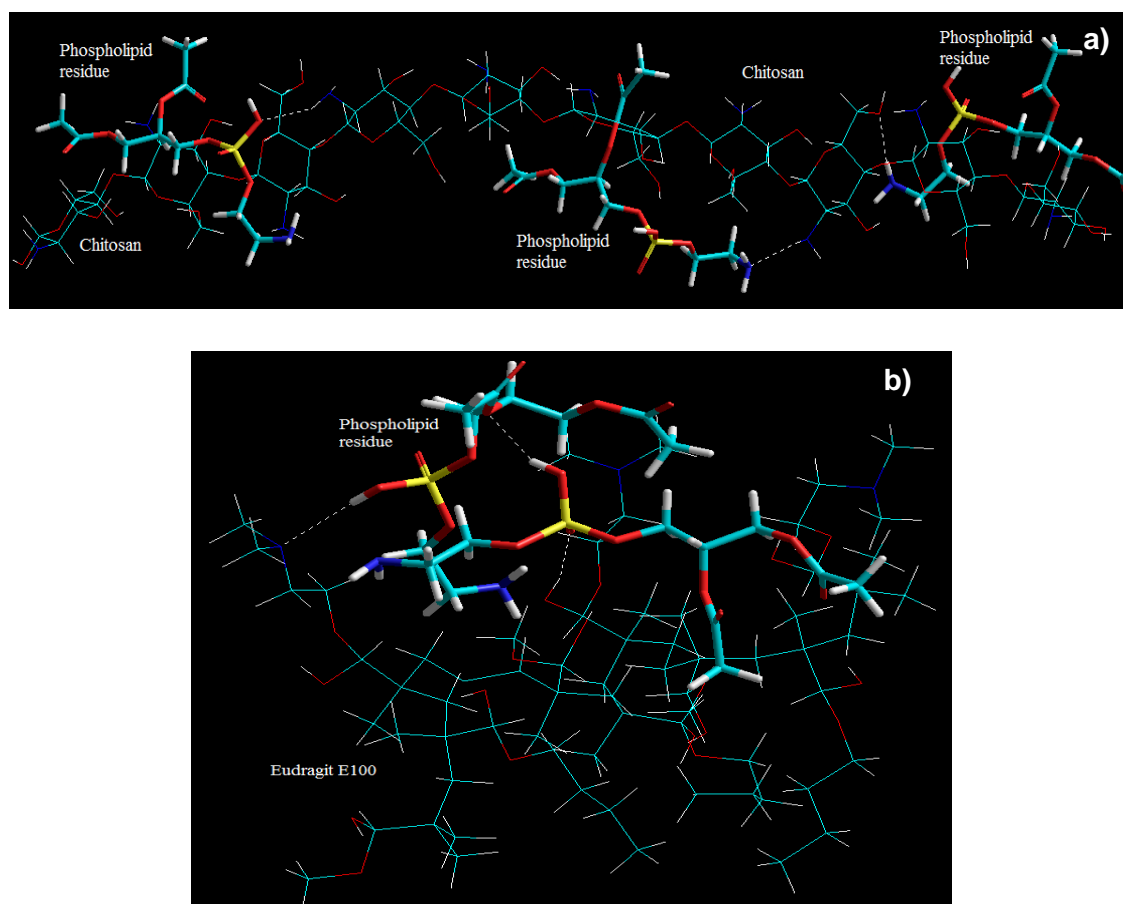 a)
Phospholipid
residue
Chitosan
Phospholipid
residue
Chitosan
Phospholipid
residue
b)
Phospholipid
residue
Eudragit E100